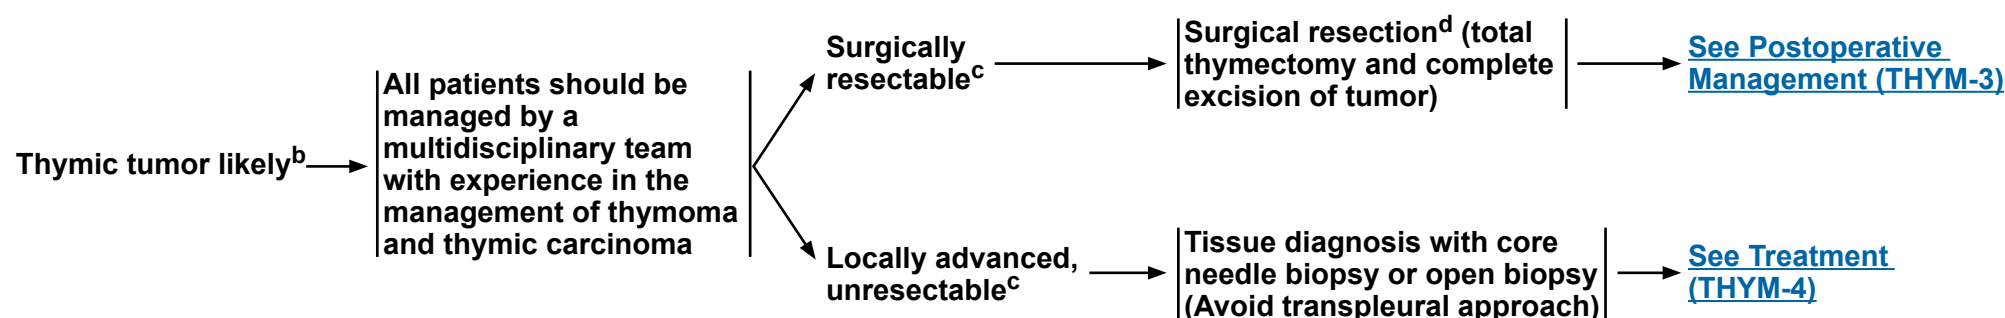 Thymic tumor likelyb
All patients should be
managed by a
multidisciplinary team
with experience in the
management of thymoma
and thymic carcinoma
Surgically
resectablec
Surgical resectiond (total
thymectomy and complete
excision of tumor)
See Postoperative
Management (THYM-3)
Locally advanced,
unresectablec
Tissue diagnosis with core
needle biopsy or open biopsy
(Avoid transpleural approach)
See Treatment
(THYM-4)